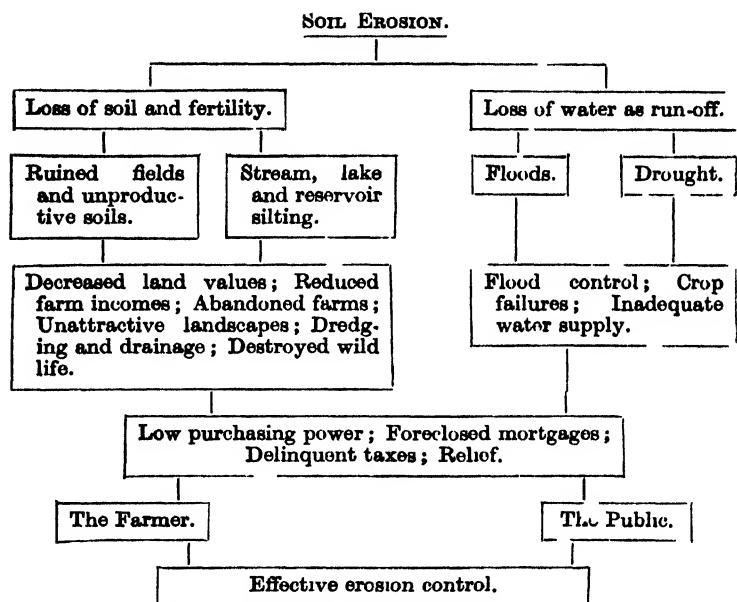 SOIL EROSION.
Loss of soil and fertility.
Loss of water as run-off.
Ruined fields
and unproduc-
tive soils.
Stream, lake
and reservoir
silting.
Floods.
Drought.
Decreased land values; Reduced
farm incomes; Abandoned farms;
Unattractive landscapes; Dredg-
ing and drainage; Destroyed wild
life.
Flood control; Crop
failures; Inadequate
water supply.
Low purchasing power; Foreclosed mortgages;
Delinquent taxes; Relief.
The Farmer.
The Public.
Effective erosion control.